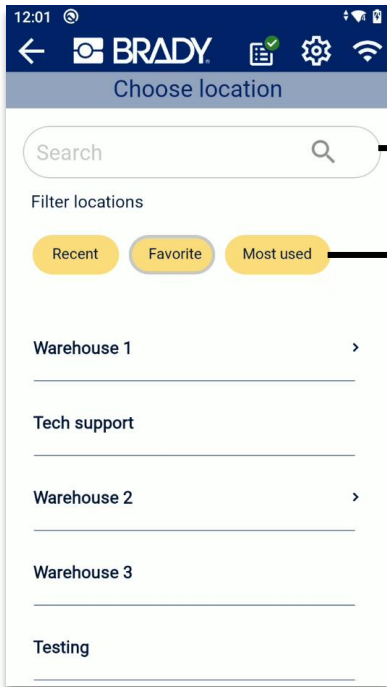 12:01
BRADY
Choose location
Search
Filter locations
Recent Favorite Most used
Warehouse 1
Tech support
Warehouse 2
Warehouse 3
Testing